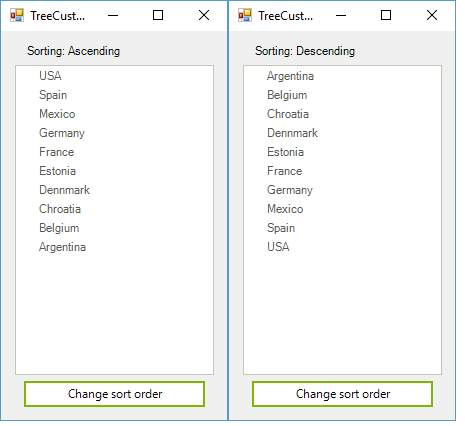 TreeCust...
Sorting: Ascending
USA
Spain
Mexico
Germany
France
Estonia
Dennmark
Chroatia
Belgium
Argentina
Change sort order
TreeCust...
Sorting: Descending
Argentina
Belgium
Chroatia
Dennmark
Estonia
France
Germany
Mexico
Spain
USA
Change sort order